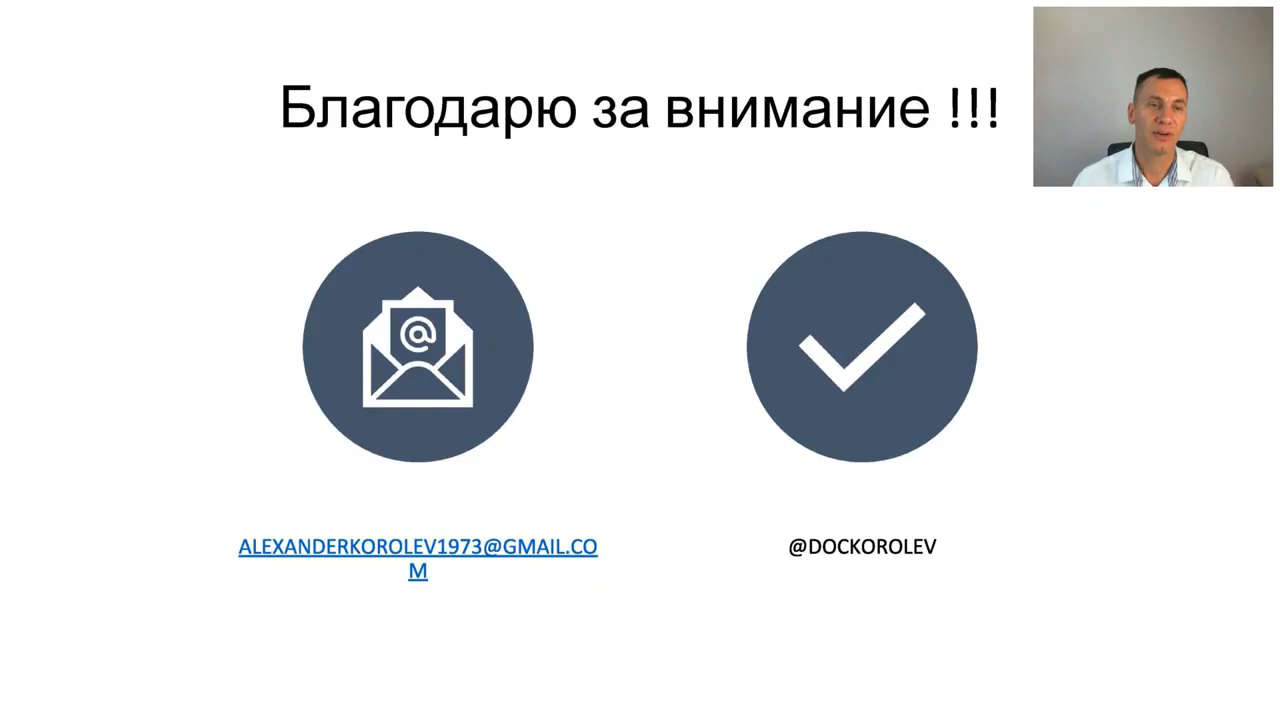 Благодарю за внимание !!!
@
ALEXANDERKOROLEV1973@GMAIL.CO
M
@DOCKOROLEV